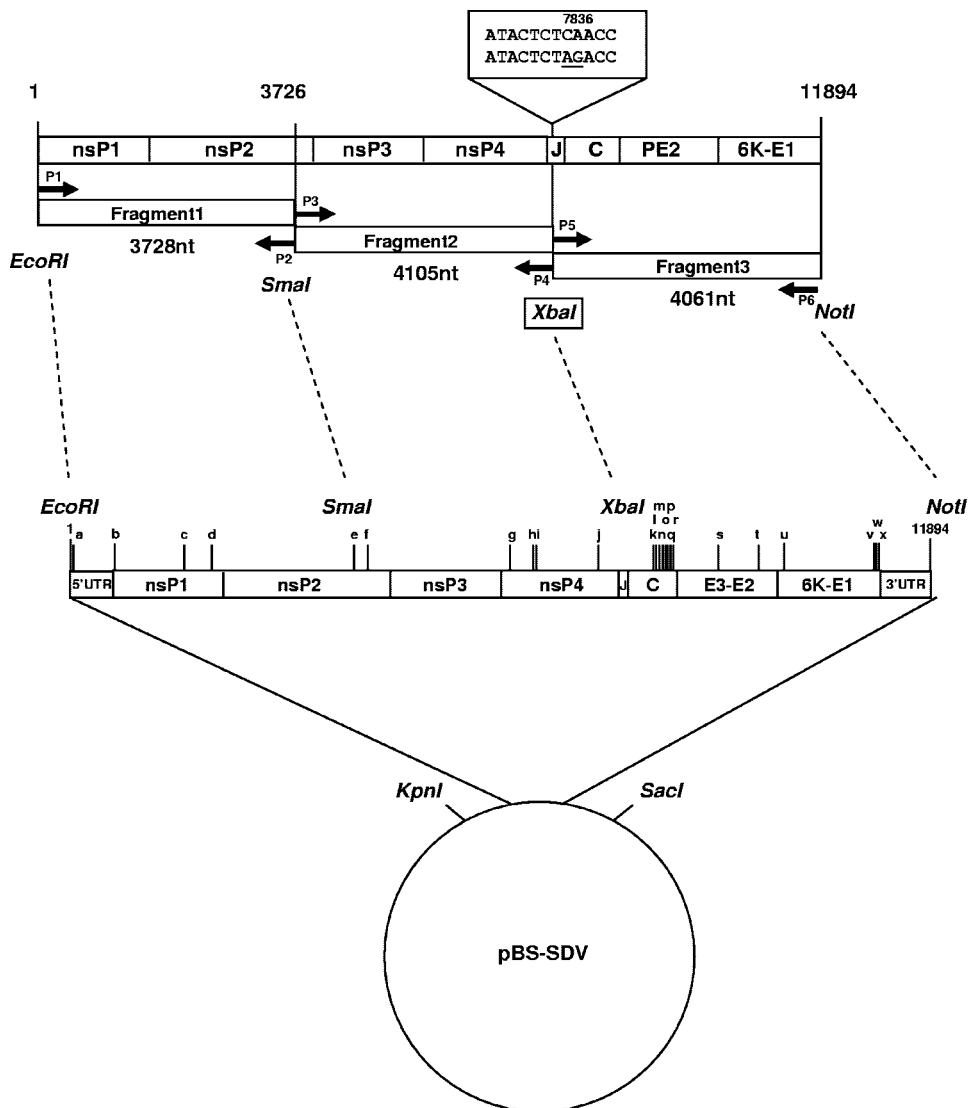 7836
ATACTCTCAACC
ATACTCTAGACC
1 3726 11894
nsP1 nsP2 nsP3 nsP4 J C PE2 6K-E1
P1
Fragment1
P3
3728nt
P2
Fragment2
P5
4105nt
P4
Fragment3
4061nt
P6
EcoRI
SmaI
XbaI
NotI
EcoRI SmaI XbaI NotI
1 11894
m p
l o r
a b c d e f g h i j k n q s t u v w x
5'UTR nsP1 nsP2 nsP3 nsP4 J C E3-E2 6K-E1 3'UTR
KpnI SacI
pBS-SDV